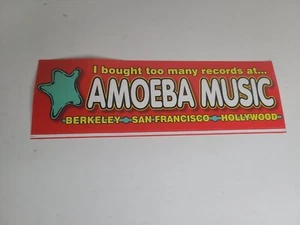 I bought too many records at...
AMOEBA MUSIC
BERKELEY SAN-FRANCISCO HOLLYWOOD